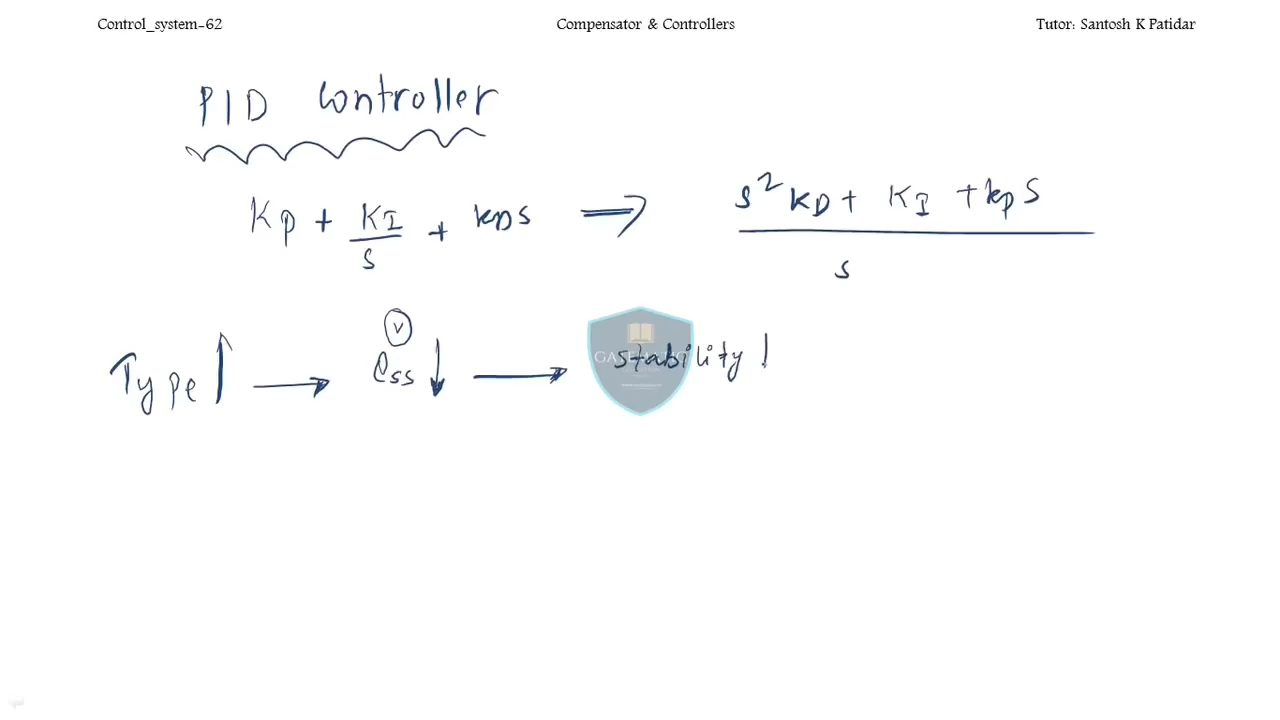 Control_system-62 Compensator & Controllers Tutor: Santosh K Patidar
PID Controller
Kp + KI/s + KDS ⇒ s²KD + KI + kpS / s
Type ↑ → ess ↓ → stability